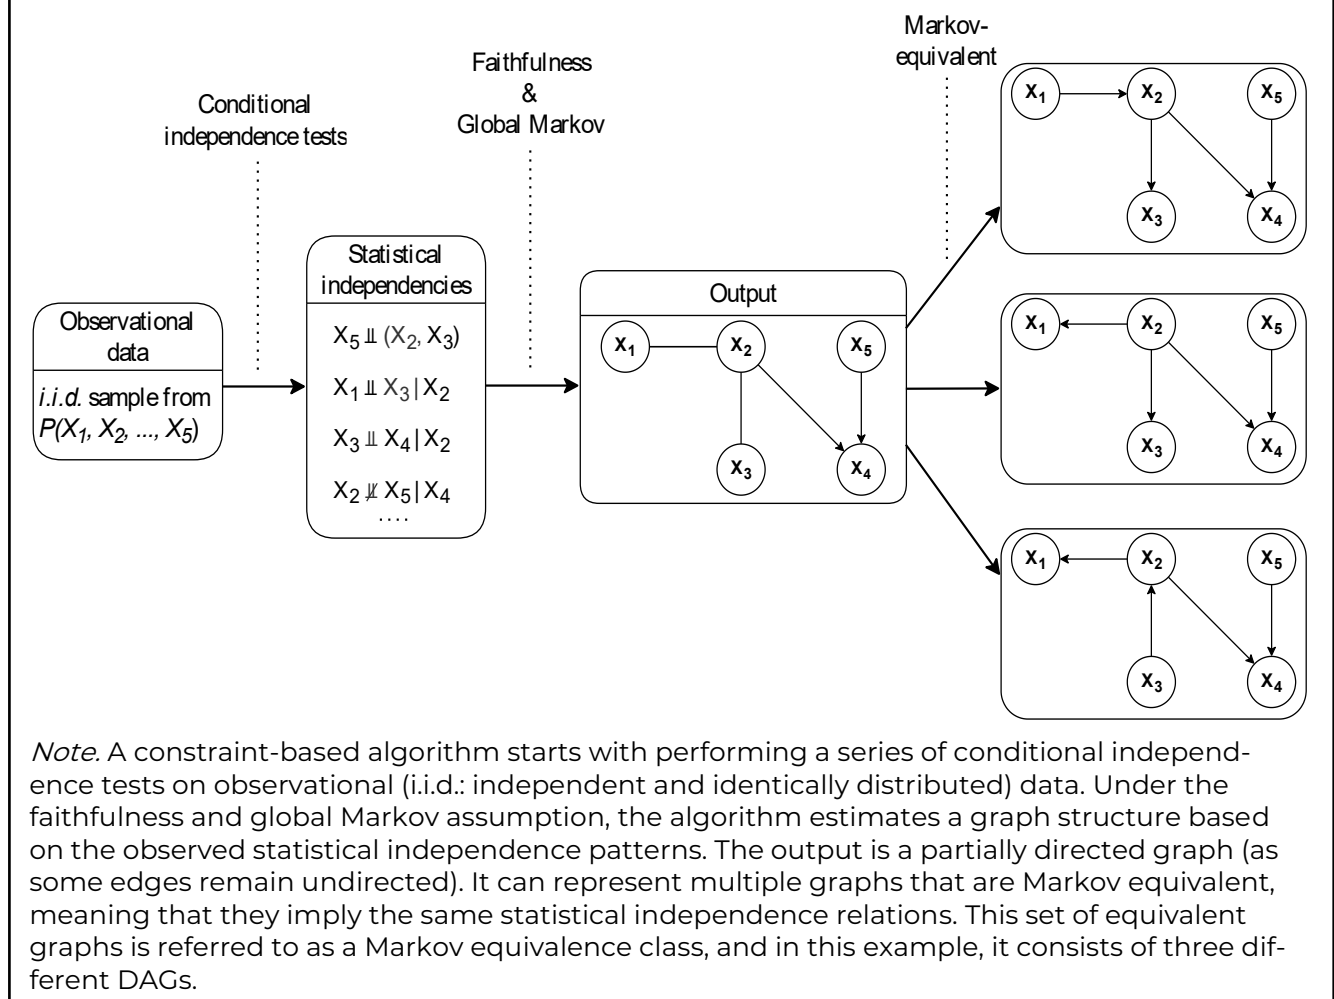 Markov-
equivalent
Faithfulness
&
Global Markov
Conditional
independence tests
Observational
data
i.i.d. sample from
P(X1, X2, ..., X5)
Statistical
independencies
X5 ⫫ (X2, X3)
X1 ⫫ X3 | X2
X3 ⫫ X4 | X2
X2 ⫫̸ X5 | X4
....
Output
X1 X2 X5
X3 X4
X1 X2 X5
X3 X4
X1 X2 X5
X3 X4
X1 X2 X5
X3 X4
Note. A constraint-based algorithm starts with performing a series of conditional independ-
ence tests on observational (i.i.d.: independent and identically distributed) data. Under the
faithfulness and global Markov assumption, the algorithm estimates a graph structure based
on the observed statistical independence patterns. The output is a partially directed graph (as
some edges remain undirected). It can represent multiple graphs that are Markov equivalent,
meaning that they imply the same statistical independence relations. This set of equivalent
graphs is referred to as a Markov equivalence class, and in this example, it consists of three dif-
ferent DAGs.